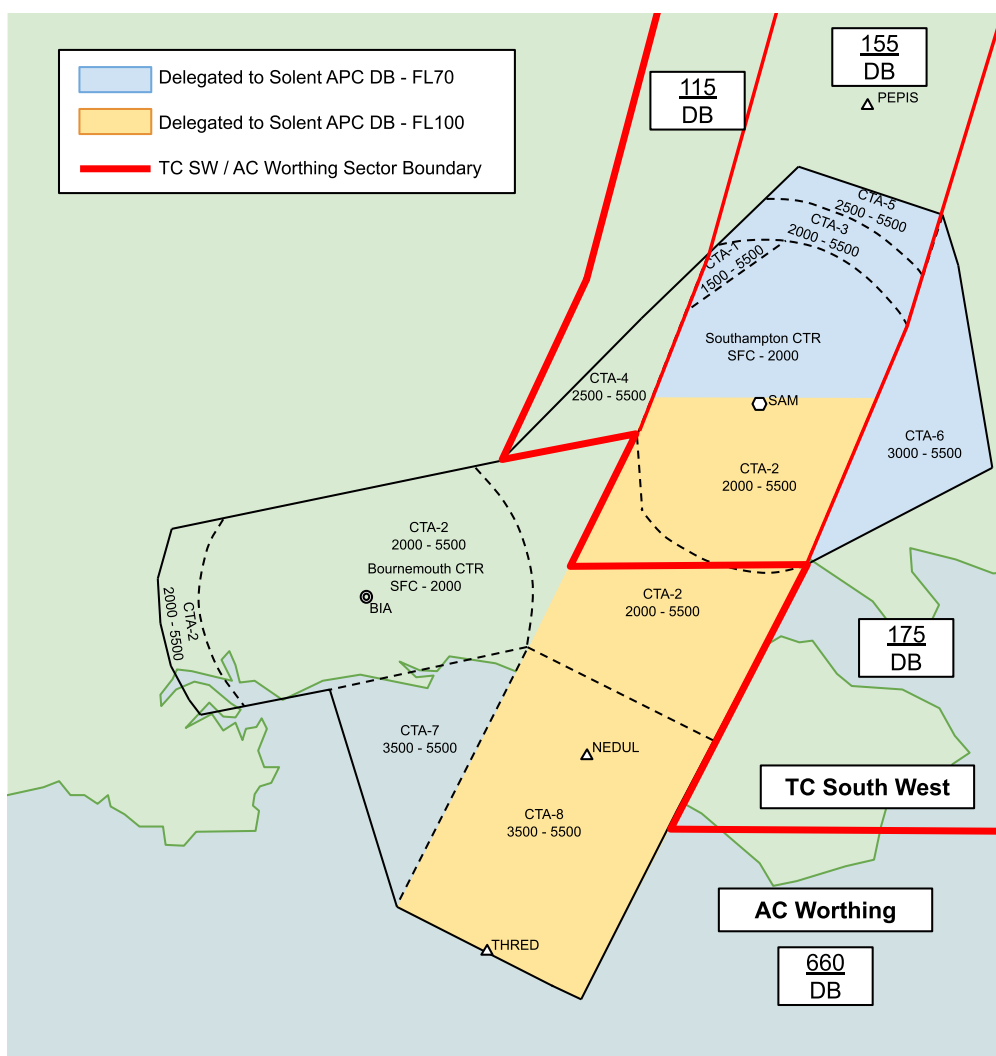 155
DB
PEPIS
Delegated to Solent APC DB - FL70
115
DB
Delegated to Solent APC DB - FL100
TC SW / AC Worthing Sector Boundary
CTA-5
2500 - 5500
CTA-3
2000 - 5500
CTA-1
1500 - 5500
Southampton CTR
SFC - 2000
CTA-4
2500 - 5500
SAM
CTA-6
3000 - 5500
CTA-2
2000 - 5500
CTA-2
2000 - 5500
Bournemouth CTR
SFC - 2000
BIA
CTA-2
2000 - 5500
CTA-2
2000 - 5500
175
DB
CTA-7
3500 - 5500
NEDUL
TC South West
CTA-8
3500 - 5500
AC Worthing
THRED
660
DB